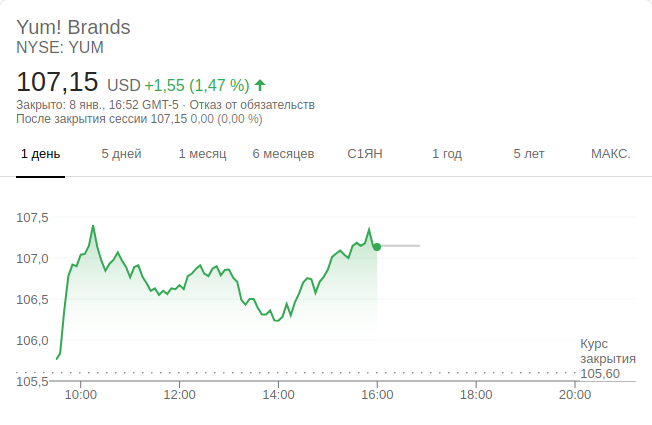 Yum! Brands
NYSE: YUM
107,15 USD +1,55 (1,47 %)
Закрыто: 8 янв., 16:52 GMT-5 · Отказ от обязательств
После закрытия сессии 107,15 0,00 (0,00 %)
1 день 5 дней 1 месяц 6 месяцев С1ЯН 1 год 5 лет МАКС.
107,5
107,0
106,5
106,0
105,5
Курс
закрытия
105,60
10:00 12:00 14:00 16:00 18:00 20:00